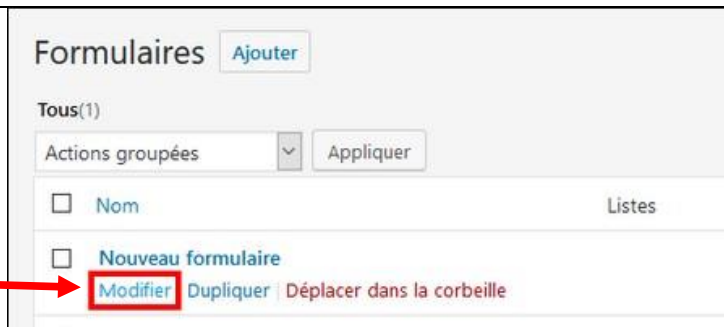 Formulaires Ajouter
Tous(1)
Actions groupées Appliquer
Nom Listes
Nouveau formulaire
Modifier | Dupliquer | Déplacer dans la corbeille